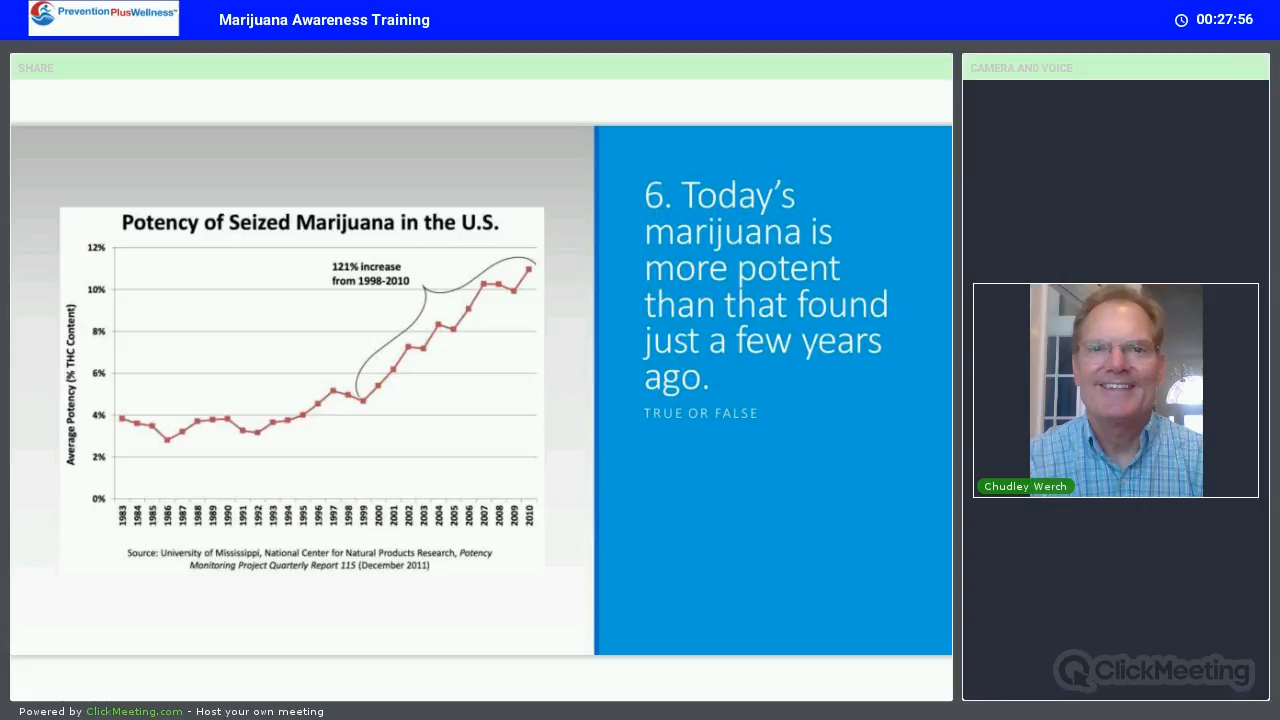 PreventionPlusWellness™
Marijuana Awareness Training
00:27:56
SHARE
CAMERA AND VOICE
Potency of Seized Marijuana in the U.S.
12%
10%
8%
6%
4%
2%
0%
Average Potency (% THC Content)
121% increase
from 1998-2010
1983 1984 1985 1986 1987 1988 1989 1990 1991 1992 1993 1994 1995 1996 1997 1998 1999 2000 2001 2002 2003 2004 2005 2006 2007 2008 2009 2010
Source: University of Mississippi, National Center for Natural Products Research, Potency
Monitoring Project Quarterly Report 115 (December 2011)
6. Today’s
marijuana is
more potent
than that found
just a few years
ago.
TRUE OR FALSE
Chudley Werch
ClickMeeting
Powered by ClickMeeting.com - Host your own meeting